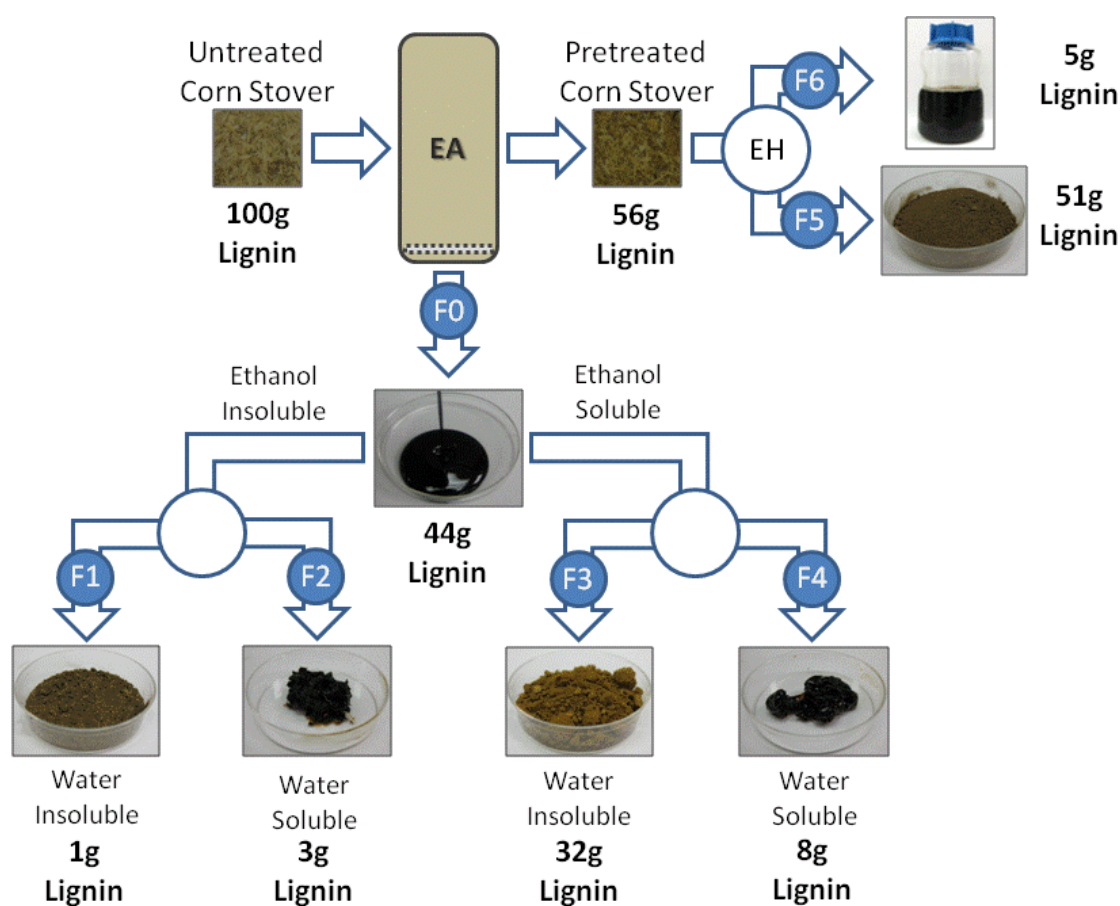 Untreated
Corn Stover
100g
Lignin
EA
Pretreated
Corn Stover
56g
Lignin
EH
F6
5g
Lignin
F5
51g
Lignin
F0
Ethanol
Insoluble
Ethanol
Soluble
44g
Lignin
F1
F2
F3
F4
Water
Insoluble
1g
Lignin
Water
Soluble
3g
Lignin
Water
Insoluble
32g
Lignin
Water
Soluble
8g
Lignin